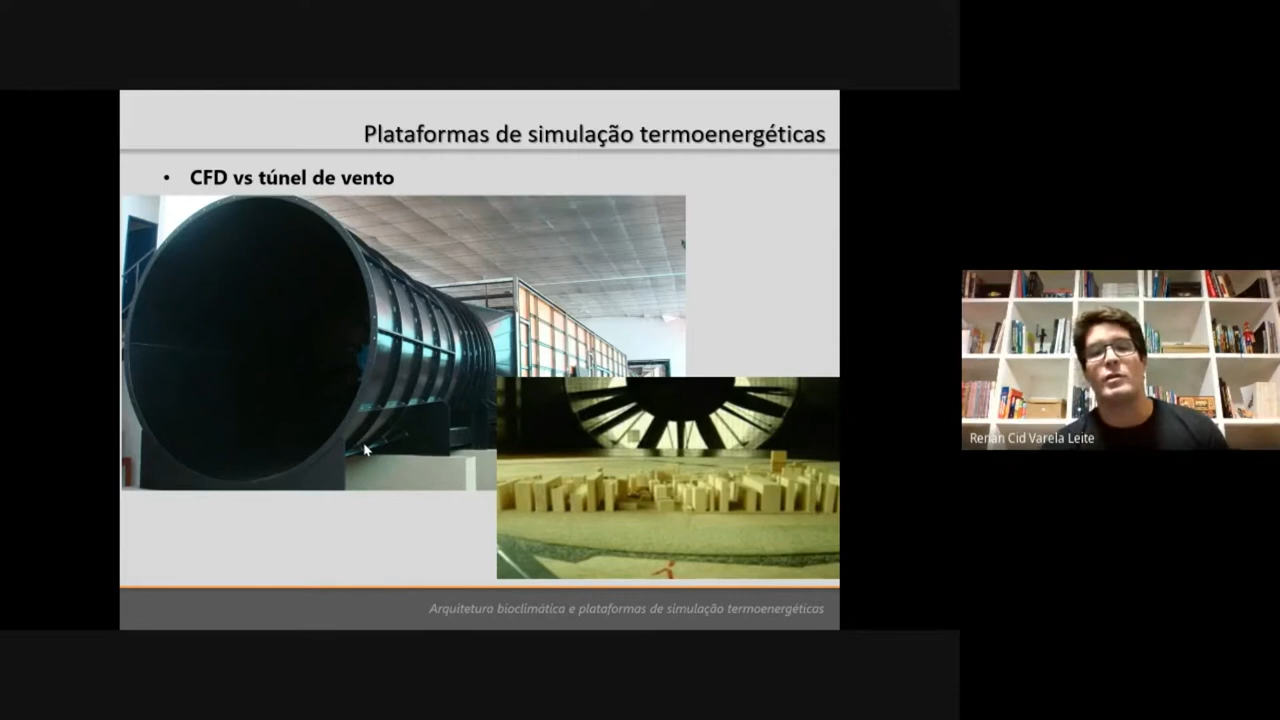 Plataformas de simulação termoenergéticas
• CFD vs túnel de vento
Renan Cid Varela Leite
Arquitetura bioclimática e plataformas de simulação termoenergéticas